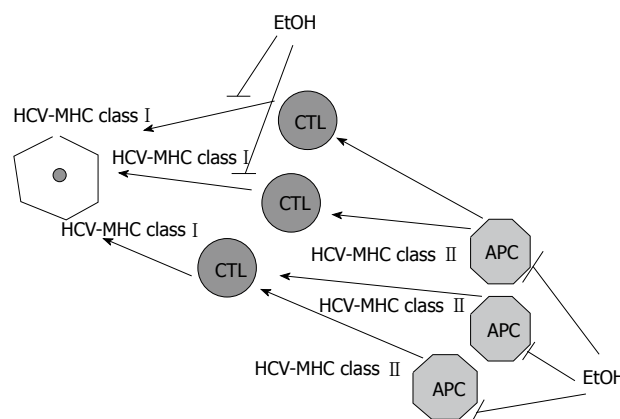 EtOH
HCV-MHC class Ⅰ
CTL
HCV-MHC class Ⅰ
CTL
HCV-MHC class Ⅰ
HCV-MHC class Ⅱ
APC
CTL
HCV-MHC class Ⅱ
APC
HCV-MHC class Ⅱ
APC
EtOH